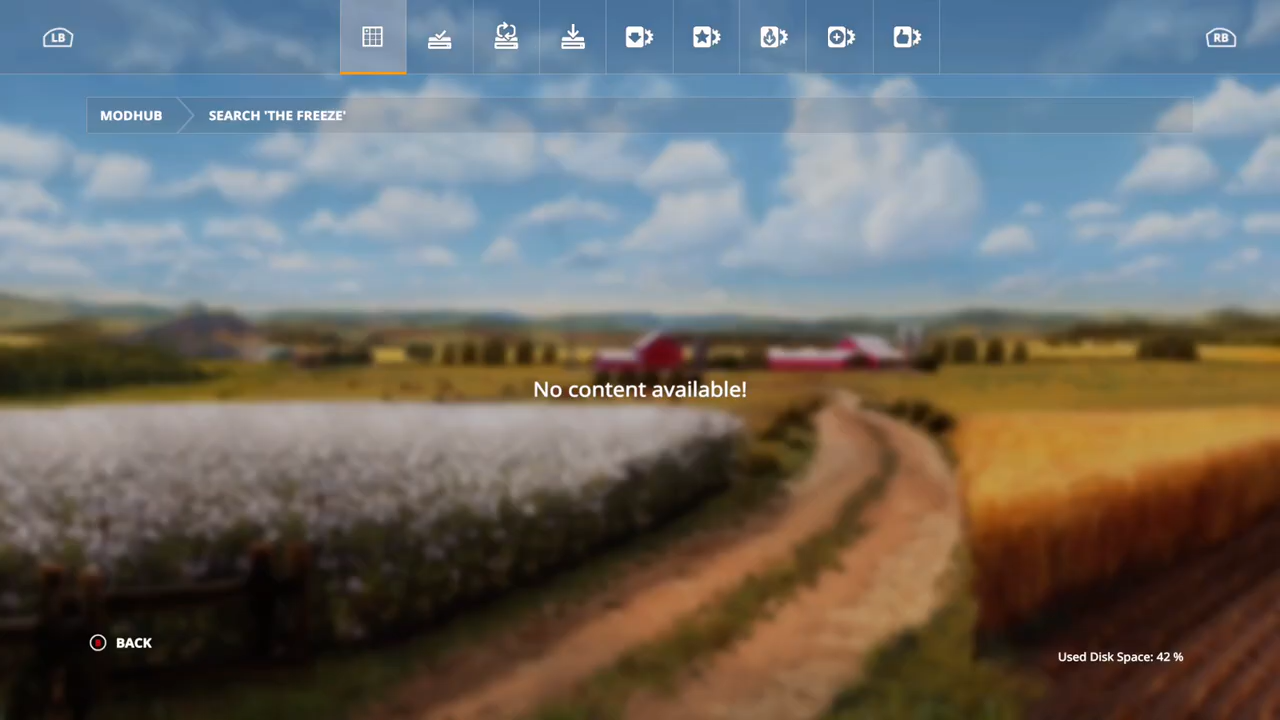 LB
RB
MODHUB
SEARCH 'THE FREEZE'
No content available!
BACK
Used Disk Space: 42 %